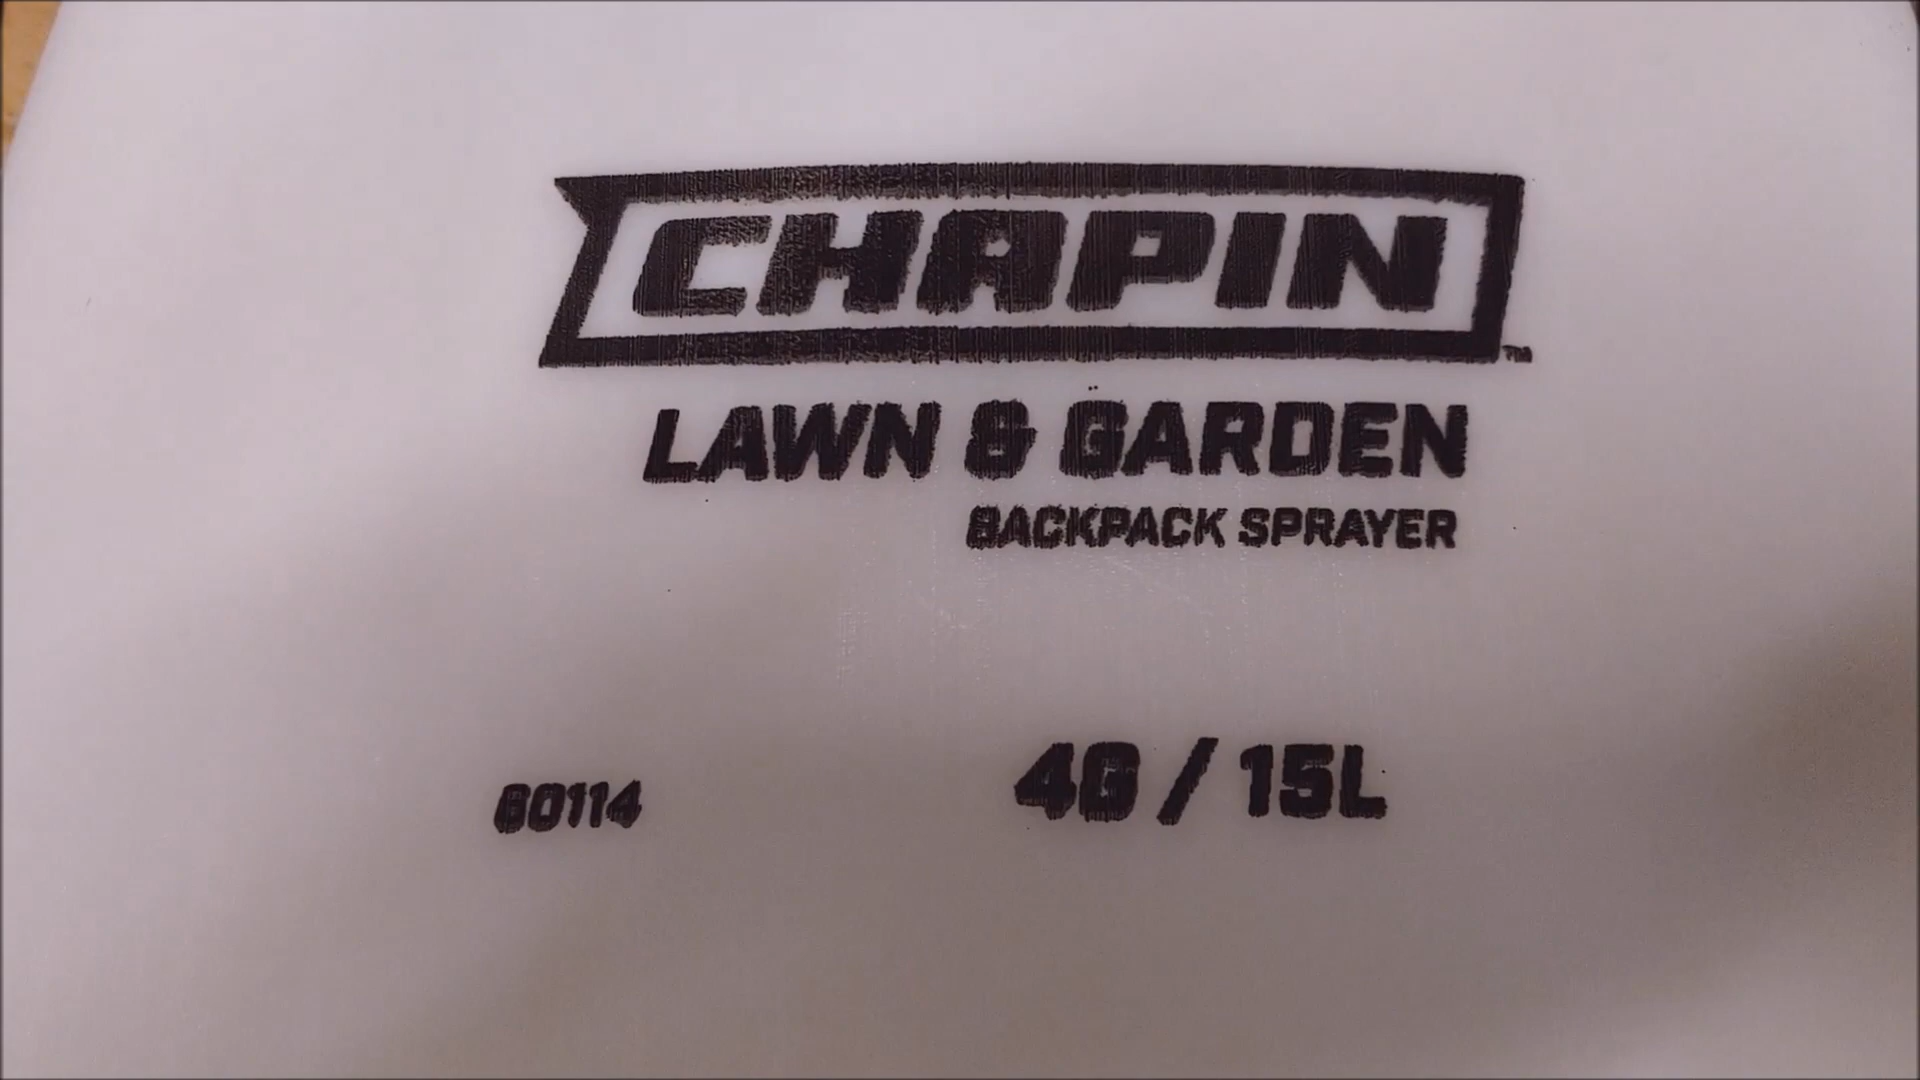 CHAPIN™
LAWN & GARDEN
BACKPACK SPRAYER
60114
4G / 15L